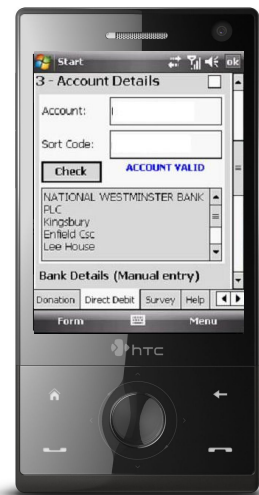 Start ok
3 - Account Details
Account:
Sort Code:
Check ACCOUNT VALID
NATIONAL WESTMINSTER BANK
PLC
Kingsbury
Enfield Csc
Lee House
Bank Details (Manual entry)
Donation Direct Debit Survey Help
Form Menu
hTC